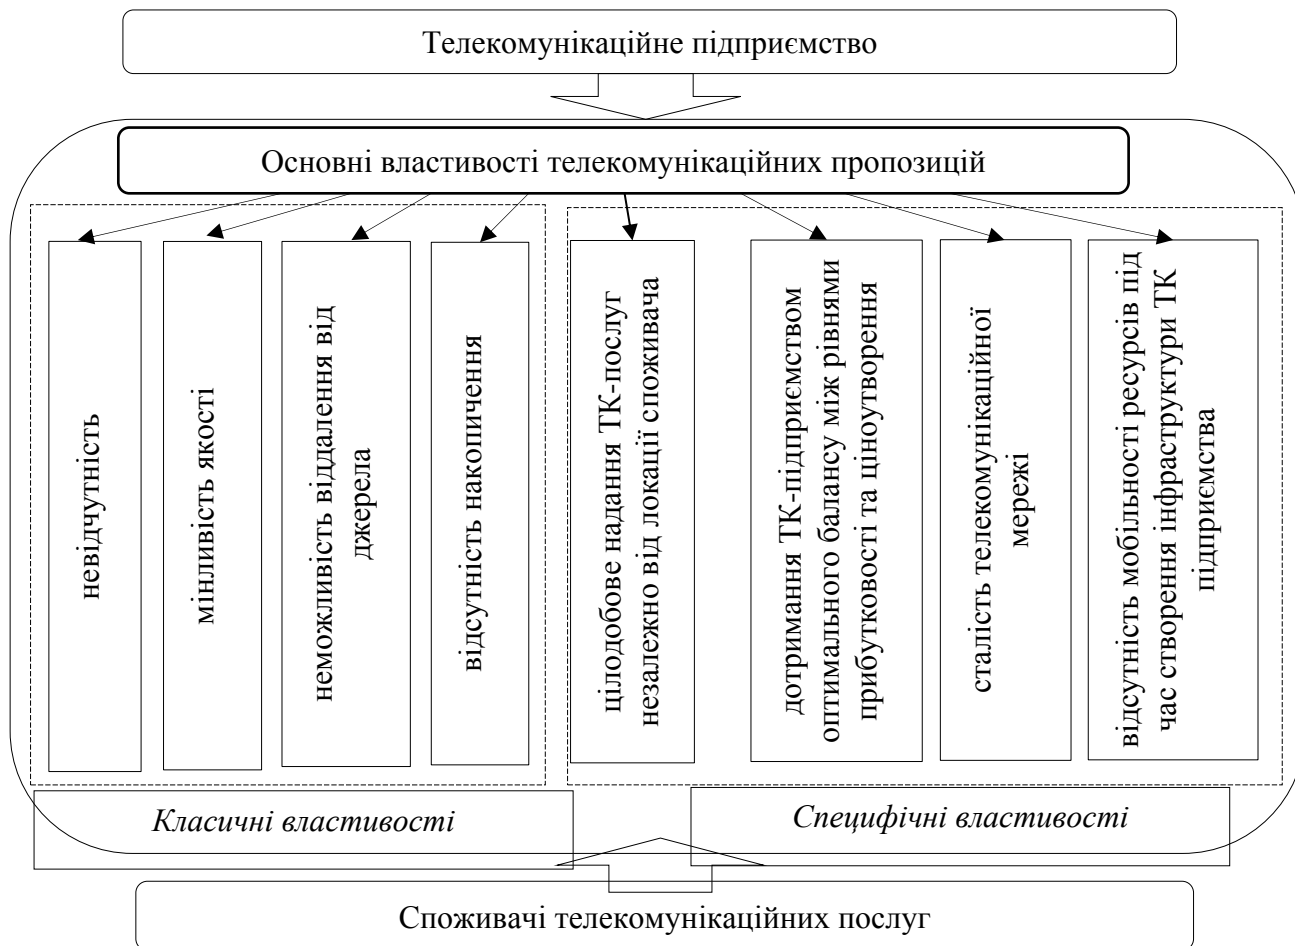 Телекомунікаційне підприємство
Основні властивості телекомунікаційних пропозицій
невідчутність
мінливість якості
неможливість віддалення від
джерела
відсутність накопичення
цілодобове надання ТК-послуг
незалежно від локації споживача
дотримання ТК-підприємством
оптимального балансу між рівнями
прибутковості та ціноутворення
сталість телекомунікаційної
мережі
відсутність мобільності ресурсів під
час створення інфраструктури ТК
підприємства
Класичні властивості
Специфічні властивості
Споживачі телекомунікаційних послуг